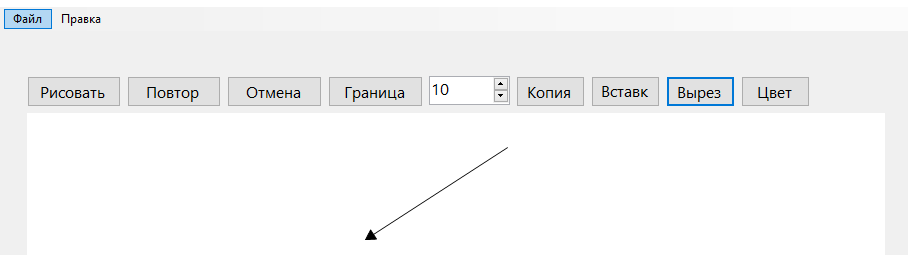 Файл Правка
Рисовать Повтор Отмена Граница 10 Копия Вставк Вырез Цвет